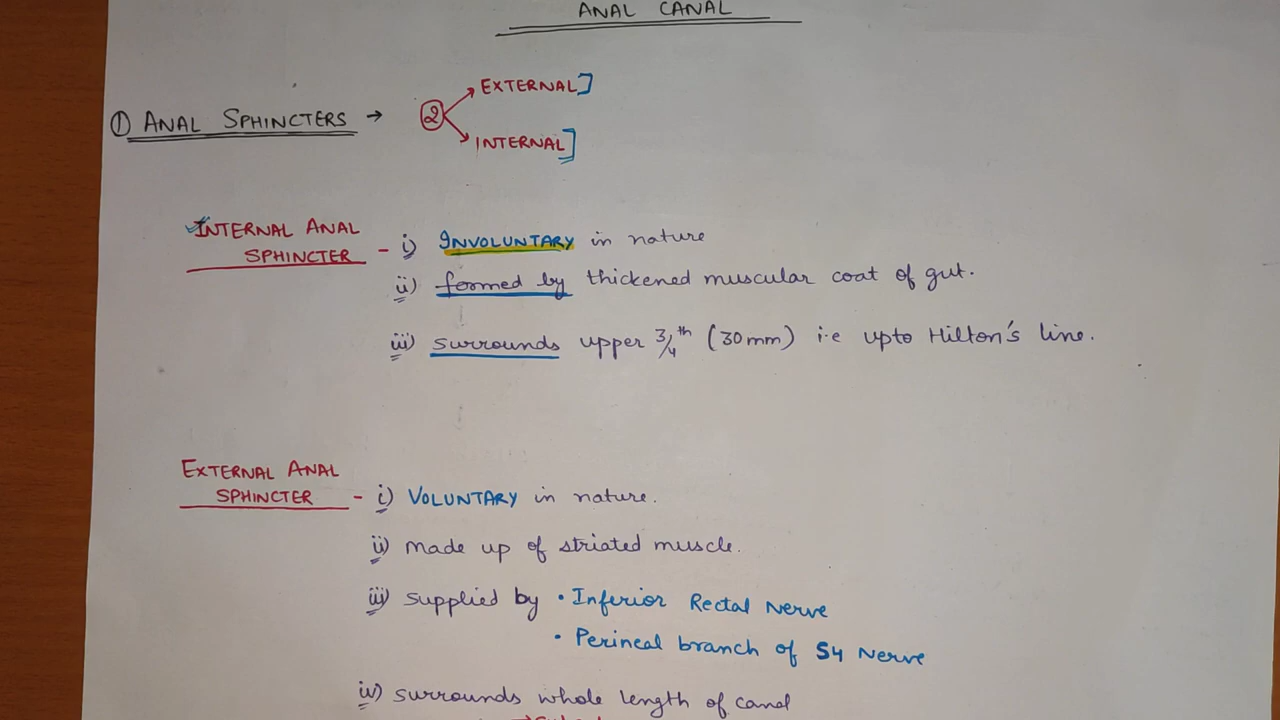 ANAL CANAL
① ANAL SPHINCTERS → ② EXTERNAL]
INTERNAL]
INTERNAL ANAL
SPHINCTER - i) INVOLUNTARY in nature
ii) formed by thickened muscular coat of gut.
iii) surrounds upper 3/4th (30mm) i.e upto Hilton's line.
EXTERNAL ANAL
SPHINCTER - i) VOLUNTARY in nature.
ii) made up of striated muscle.
iii) supplied by • Inferior Rectal Nerve
• Perineal branch of S4 Nerve
iv) surrounds whole length of canal